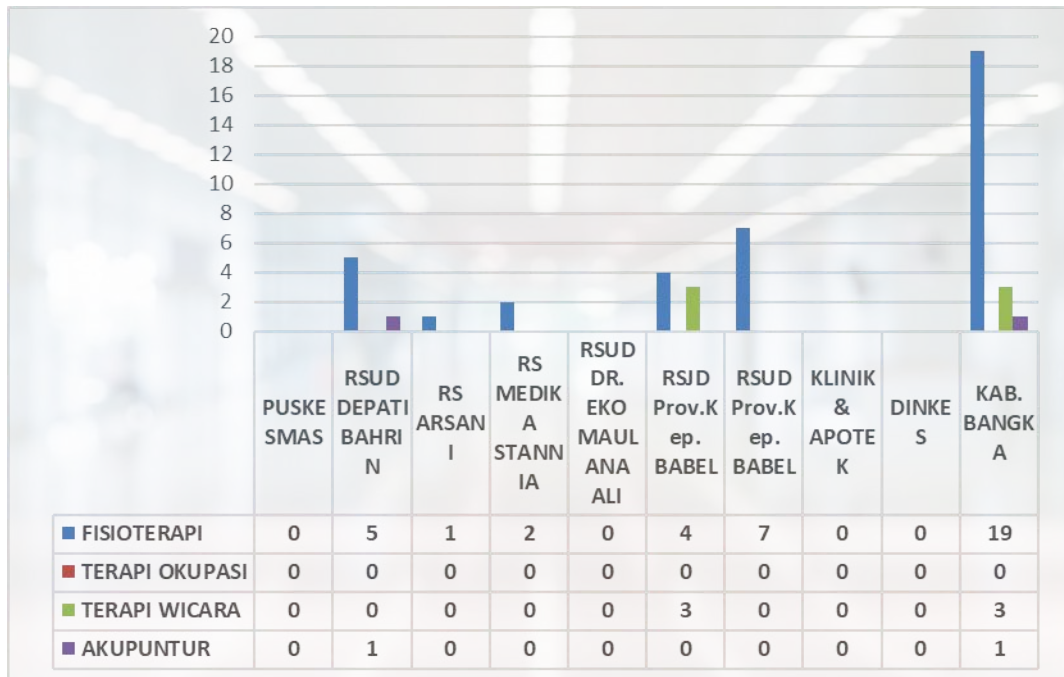 20
18
16
14
12
10
8
6
4
2
0
PUSKE
SMAS
RSUD
DEPATI
BAHRI
N
RS
ARSAN
I
RS
MEDIK
A
STANN
IA
RSUD
DR.
EKO
MAUL
ANA
ALI
RSJD
Prov.K
ep.
BABEL
RSUD
Prov.K
ep.
BABEL
KLINIK
&
APOTE
K
DINKE
S
KAB.
BANGK
A
FISIOTERAPI 0 5 1 2 0 4 7 0 0 19
TERAPI OKUPASI 0 0 0 0 0 0 0 0 0 0
TERAPI WICARA 0 0 0 0 0 3 0 0 0 3
AKUPUNTUR 0 1 0 0 0 0 0 0 0 1